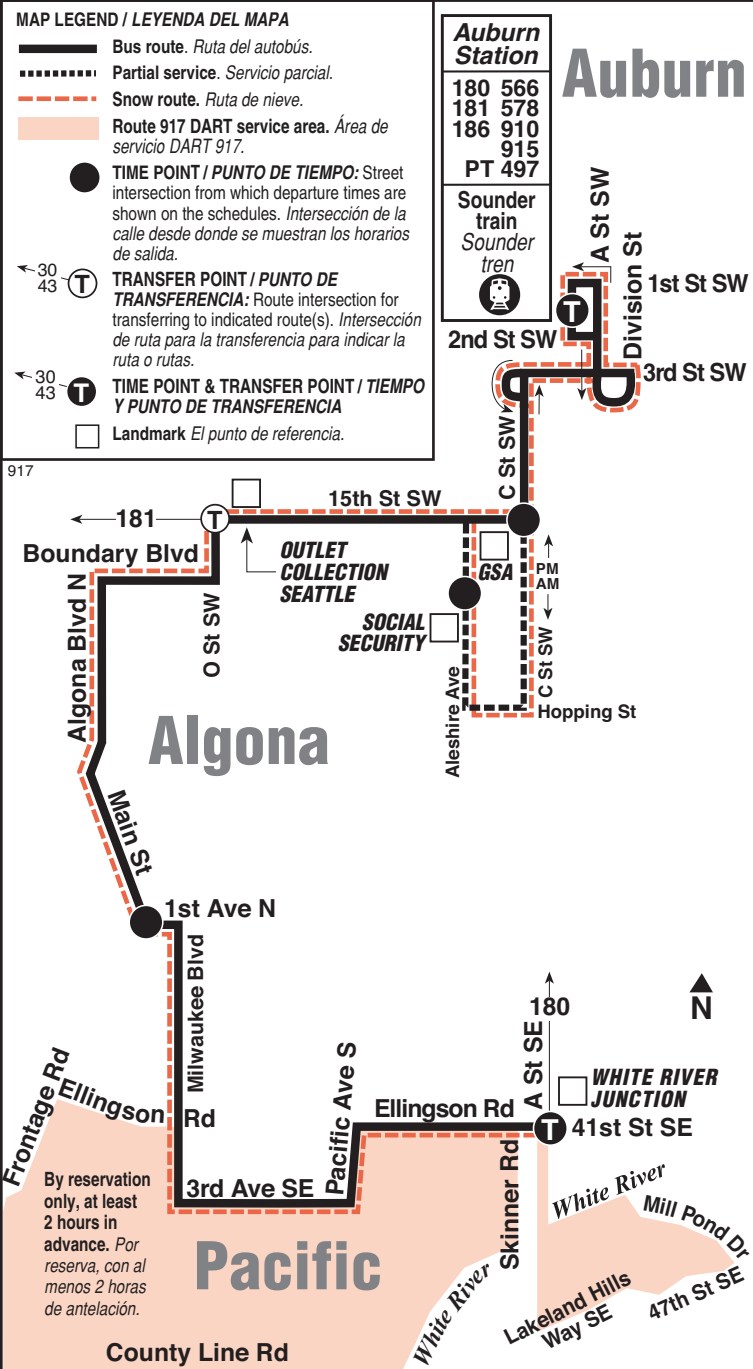 MAP LEGEND / LEYENDA DEL MAPA
Bus route. Ruta del autobús.
Partial service. Servicio parcial.
Snow route. Ruta de nieve.
Route 917 DART service area. Área de
servicio DART 917.
TIME POINT / PUNTO DE TIEMPO: Street
intersection from which departure times are
shown on the schedules. Intersección de la
calle desde donde se muestran los horarios
de salida.
30
43
T
TRANSFER POINT / PUNTO DE
TRANSFERENCIA: Route intersection for
transferring to indicated route(s). Intersección
de ruta para la transferencia para indicar la
ruta o rutas.
30
43
T
TIME POINT & TRANSFER POINT / TIEMPO
Y PUNTO DE TRANSFERENCIA
Landmark El punto de referencia.
917
Auburn
Station
180 566
181 578
186 910
915
PT 497
Sounder
train
Sounder
tren
Auburn
A St SW
Division St
1st St SW
T
2nd St SW
3rd St SW
C St SW
15th St SW
181
T
Boundary Blvd
OUTLET
COLLECTION
SEATTLE
GSA
PM
AM
SOCIAL
SECURITY
C St SW
O St SW
Algona Blvd N
Aleshire Ave
Hopping St
Algona
Main St
1st Ave N
Milwaukee Blvd
180
N
A St SE
WHITE RIVER
JUNCTION
Frontage Rd
Ellingson Rd
Pacific Ave S
Ellingson Rd
T
41st St SE
By reservation
only, at least
2 hours in
advance. Por
reserva, con al
menos 2 horas
de antelación.
3rd Ave SE
Skinner Rd
White River
Mill Pond Dr
Pacific
White River
Lakeland Hills
Way SE
47th St SE
County Line Rd